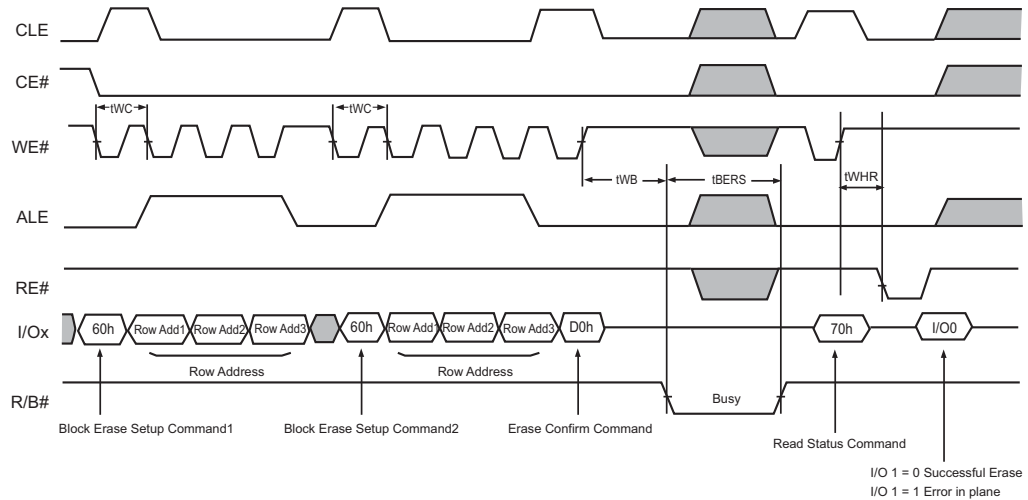 CLE
CE#
tWC tWC
WE#
tWB tBERS tWHR
ALE
RE#
I/Ox 60h Row Add1 Row Add2 Row Add3 60h Row Add1 Row Add2 Row Add3 D0h 70h I/O0
Row Address Row Address
R/B# Busy
Block Erase Setup Command1 Block Erase Setup Command2 Erase Confirm Command
Read Status Command
I/O 1 = 0 Successful Erase
I/O 1 = 1 Error in plane